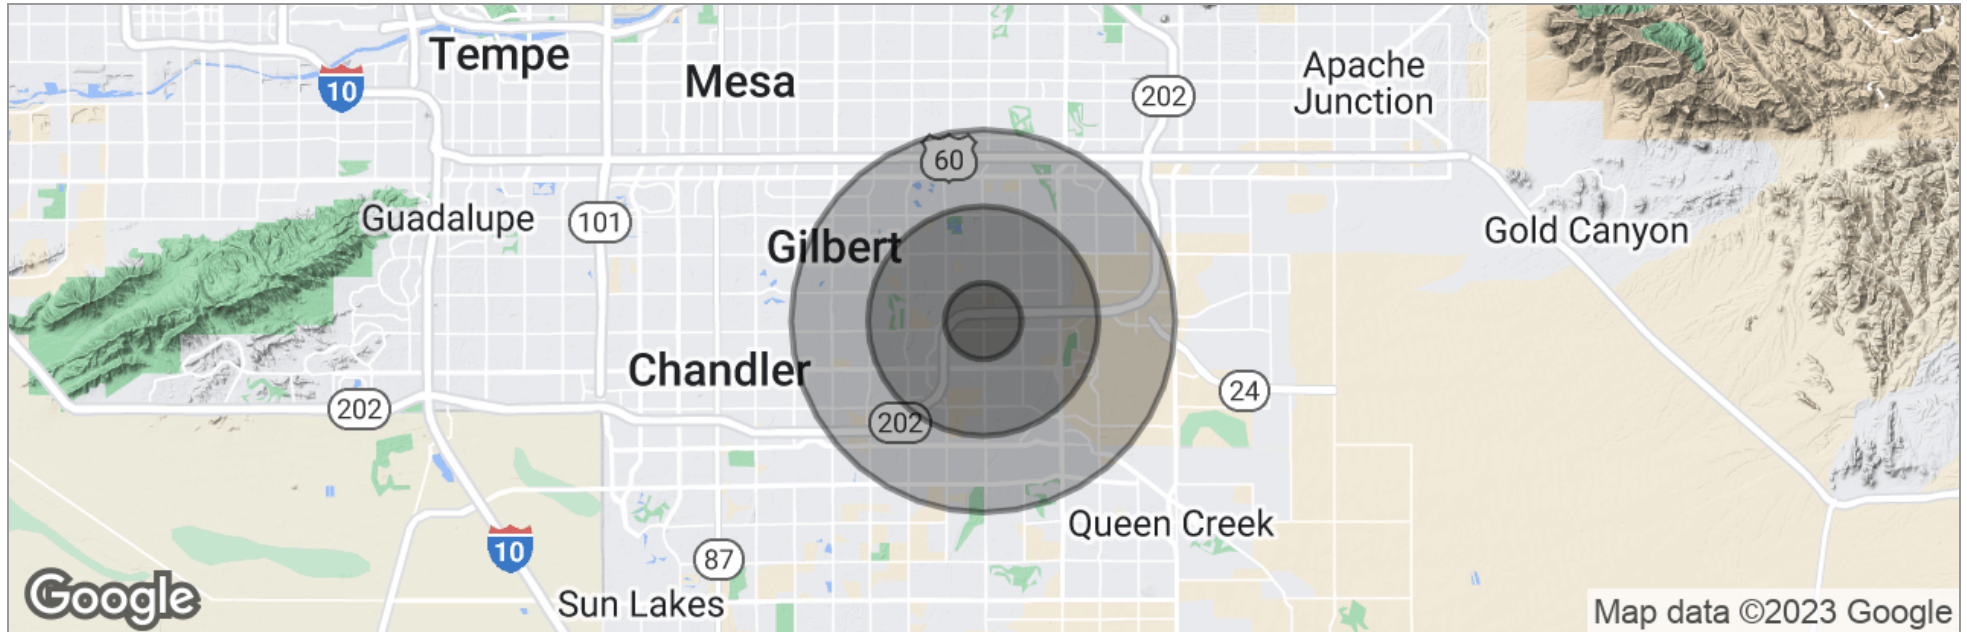 Tempe
Mesa
10
202
Apache
Junction
60
Guadalupe
101
Gilbert
Gold Canyon
Chandler
24
202
202
Queen Creek
10
87
Sun Lakes
Google
Map data ©2023 Google